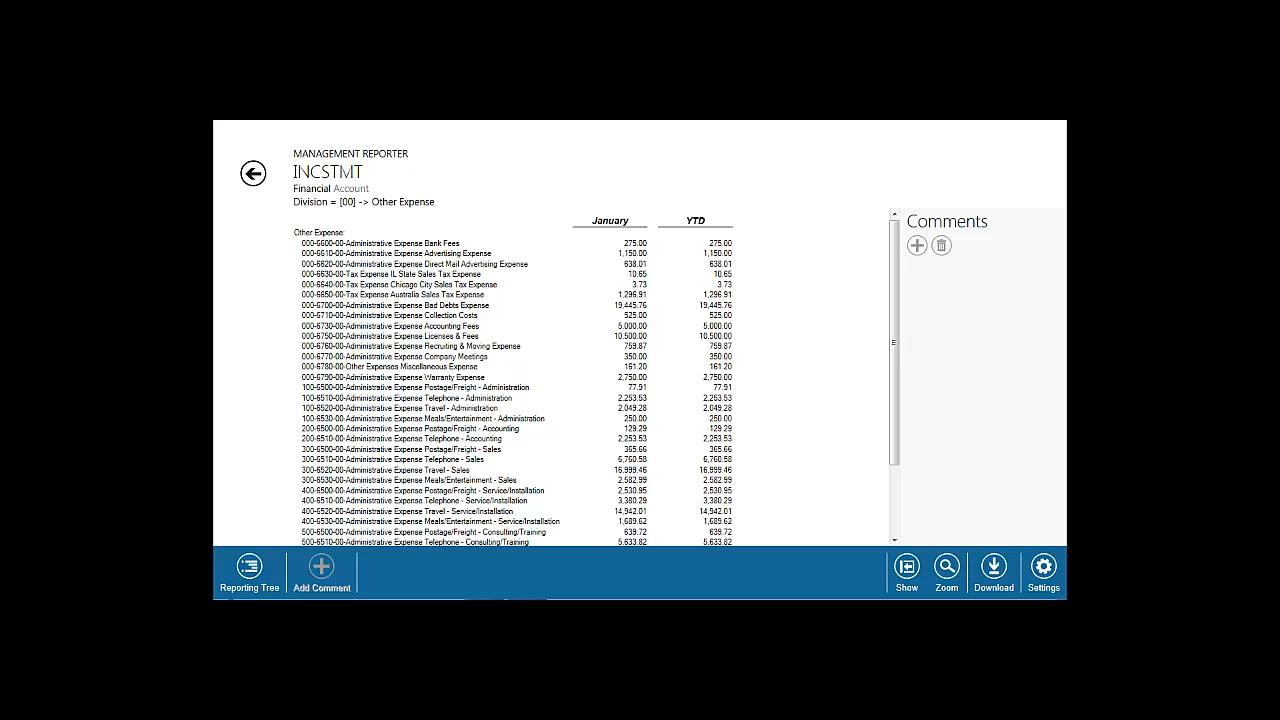 MANAGEMENT REPORTER
INCSTMT
Financial Account
Division = [00] -> Other Expense
January YTD
Other Expense:
000-6600-00-Administrative Expense Bank Fees 275.00 275.00
000-6610-00-Administrative Expense Advertising Expense 1,150.00 1,150.00
000-6620-00-Administrative Expense Direct Mail Advertising Expense 638.01 638.01
000-6630-00-Tax Expense IL State Sales Tax Expense 10.65 10.65
000-6640-00-Tax Expense Chicago City Sales Tax Expense 3.73 3.73
000-6650-00-Tax Expense Australia Sales Tax Expense 1,296.91 1,296.91
000-6700-00-Administrative Expense Bad Debts Expense 19,445.76 19,445.76
000-6710-00-Administrative Expense Collection Costs 525.00 525.00
000-6730-00-Administrative Expense Accounting Fees 5,000.00 5,000.00
000-6750-00-Administrative Expense Licenses & Fees 10,500.00 10,500.00
000-6760-00-Administrative Expense Recruiting & Moving Expense 759.87 759.87
000-6770-00-Administrative Expense Company Meetings 350.00 350.00
000-6780-00-Other Expenses Miscellaneous Expense 161.20 161.20
000-6790-00-Administrative Expense Warranty Expense 2,750.00 2,750.00
100-6500-00-Administrative Expense Postage/Freight - Administration 77.91 77.91
100-6510-00-Administrative Expense Telephone - Administration 2,253.53 2,253.53
100-6520-00-Administrative Expense Travel - Administration 2,049.28 2,049.28
100-6530-00-Administrative Expense Meals/Entertainment - Administration 250.00 250.00
200-6500-00-Administrative Expense Postage/Freight - Accounting 129.29 129.29
200-6510-00-Administrative Expense Telephone - Accounting 2,253.53 2,253.53
300-6500-00-Administrative Expense Postage/Freight - Sales 365.66 365.66
300-6510-00-Administrative Expense Telephone - Sales 6,760.58 6,760.58
300-6520-00-Administrative Expense Travel - Sales 16,999.46 16,999.46
300-6530-00-Administrative Expense Meals/Entertainment - Sales 2,582.99 2,582.99
400-6500-00-Administrative Expense Postage/Freight - Service/Installation 2,530.95 2,530.95
400-6510-00-Administrative Expense Telephone - Service/Installation 3,380.29 3,380.29
400-6520-00-Administrative Expense Travel - Service/Installation 14,942.01 14,942.01
400-6530-00-Administrative Expense Meals/Entertainment - Service/Installation 1,689.62 1,689.62
500-6500-00-Administrative Expense Postage/Freight - Consulting/Training 639.72 639.72
500-6510-00-Administrative Expense Telephone - Consulting/Training 5,633.82 5,633.82
Comments
Reporting Tree
Add Comment
Show
Zoom
Download
Settings